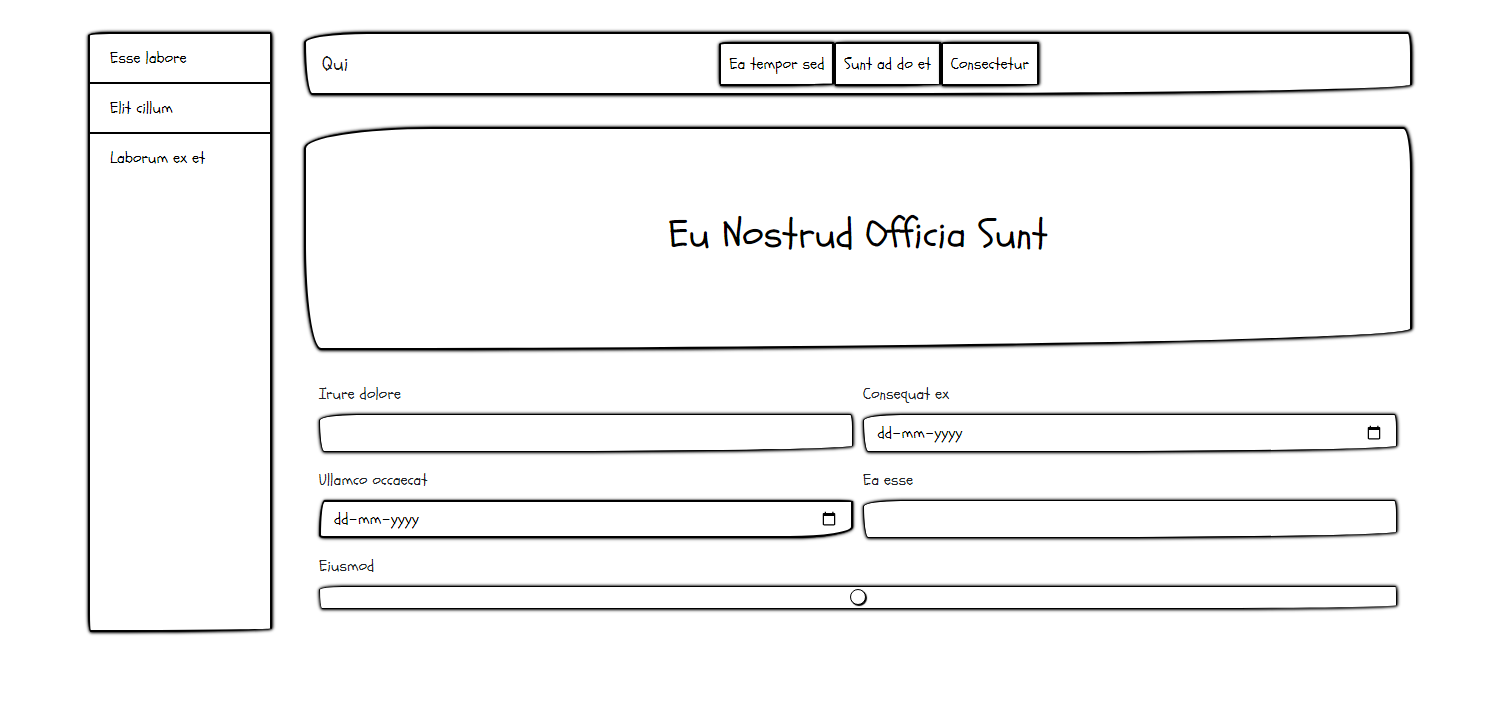 Esse labore
Elit cillum
Laborum ex et
Qui
Ea tempor sed
Sunt ad do et
Consectetur
Eu Nostrud Officia Sunt
Irure dolore
Consequat ex
dd-mm-yyyy
Ullamco occaecat
dd-mm-yyyy
Ea esse
Eiusmod